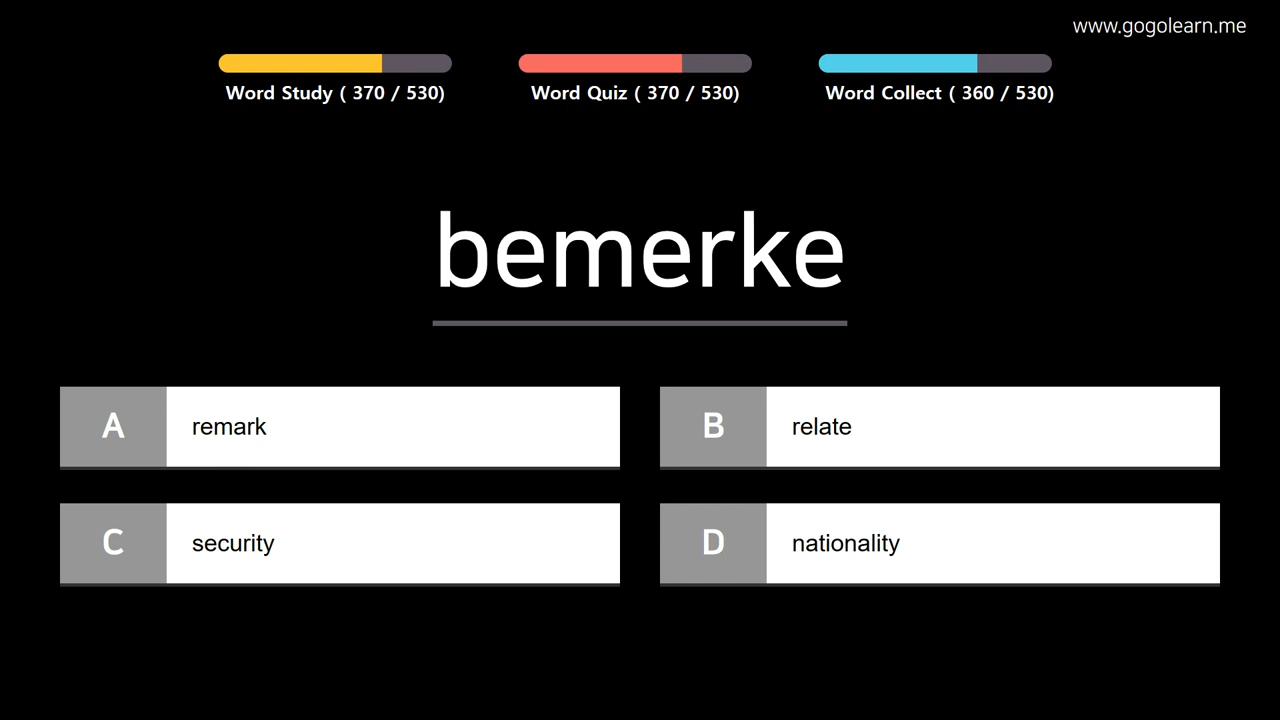 www.gogolearn.me
Word Study ( 370 / 530)
Word Quiz ( 370 / 530)
Word Collect ( 360 / 530)
bemerke
A
remark
B
relate
C
security
D
nationality